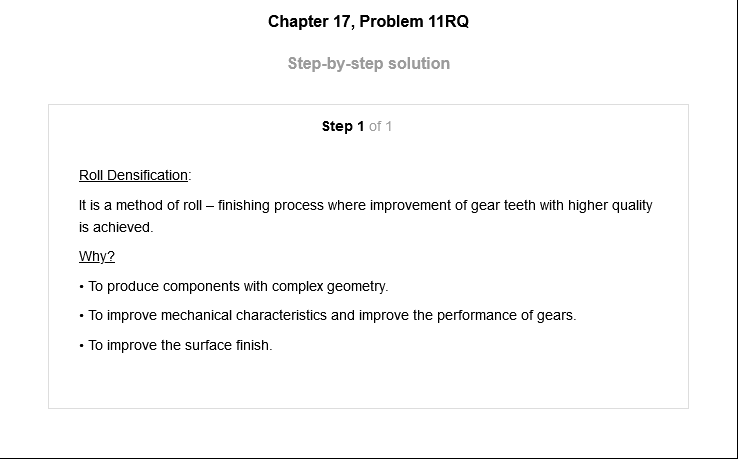 Chapter 17, Problem 11RQ
Step-by-step solution
Step 1 of 1
Roll Densification:
It is a method of roll – finishing process where improvement of gear teeth with higher quality
is achieved.
Why?
• To produce components with complex geometry.
• To improve mechanical characteristics and improve the performance of gears.
• To improve the surface finish.